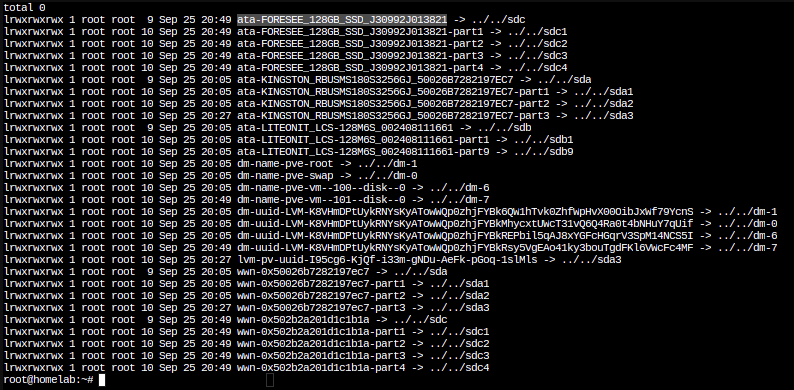 total 0
lrwxrwxrwx 1 root root  9 Sep 25 20:49 ata-FORESEE_128GB_SSD_J30992J013821 -> ../../sdc
lrwxrwxrwx 1 root root 10 Sep 25 20:49 ata-FORESEE_128GB_SSD_J30992J013821-part1 -> ../../sdc1
lrwxrwxrwx 1 root root 10 Sep 25 20:49 ata-FORESEE_128GB_SSD_J30992J013821-part2 -> ../../sdc2
lrwxrwxrwx 1 root root 10 Sep 25 20:49 ata-FORESEE_128GB_SSD_J30992J013821-part3 -> ../../sdc3
lrwxrwxrwx 1 root root 10 Sep 25 20:49 ata-FORESEE_128GB_SSD_J30992J013821-part4 -> ../../sdc4
lrwxrwxrwx 1 root root  9 Sep 25 20:05 ata-KINGSTON_RBUSMS180S3256GJ_50026B7282197EC7 -> ../../sda
lrwxrwxrwx 1 root root 10 Sep 25 20:05 ata-KINGSTON_RBUSMS180S3256GJ_50026B7282197EC7-part1 -> ../../sda1
lrwxrwxrwx 1 root root 10 Sep 25 20:05 ata-KINGSTON_RBUSMS180S3256GJ_50026B7282197EC7-part2 -> ../../sda2
lrwxrwxrwx 1 root root 10 Sep 25 20:27 ata-KINGSTON_RBUSMS180S3256GJ_50026B7282197EC7-part3 -> ../../sda3
lrwxrwxrwx 1 root root  9 Sep 25 20:05 ata-LITEONIT_LCS-128M6S_002408111661 -> ../../sdb
lrwxrwxrwx 1 root root 10 Sep 25 20:05 ata-LITEONIT_LCS-128M6S_002408111661-part1 -> ../../sdb1
lrwxrwxrwx 1 root root 10 Sep 25 20:05 ata-LITEONIT_LCS-128M6S_002408111661-part9 -> ../../sdb9
lrwxrwxrwx 1 root root 10 Sep 25 20:05 dm-name-pve-root -> ../../dm-1
lrwxrwxrwx 1 root root 10 Sep 25 20:05 dm-name-pve-swap -> ../../dm-0
lrwxrwxrwx 1 root root 10 Sep 25 20:05 dm-name-pve-vm--100--disk--0 -> ../../dm-6
lrwxrwxrwx 1 root root 10 Sep 25 20:49 dm-name-pve-vm--101--disk--0 -> ../../dm-7
lrwxrwxrwx 1 root root 10 Sep 25 20:05 dm-uuid-LVM-K8VHmDPtUykRNYsKyATowWQp0zhjFYBk6QW1hTvk0ZhfWpHvX00OibJxWf79YcnS -> ../../dm-1
lrwxrwxrwx 1 root root 10 Sep 25 20:05 dm-uuid-LVM-K8VHmDPtUykRNYsKyATowWQp0zhjFYBkMhycxtUWcT31vQ6Q4Ra0t4bNHuY7qUif -> ../../dm-0
lrwxrwxrwx 1 root root 10 Sep 25 20:05 dm-uuid-LVM-K8VHmDPtUykRNYsKyATowWQp0zhjFYBkREPbil5qAJ8xYGFcHGqrV3SpM14NCS5I -> ../../dm-6
lrwxrwxrwx 1 root root 10 Sep 25 20:49 dm-uuid-LVM-K8VHmDPtUykRNYsKyATowWQp0zhjFYBkRsy5VgEAo41ky3bouTgdFKl6VWcFc4MF -> ../../dm-7
lrwxrwxrwx 1 root root 10 Sep 25 20:27 lvm-pv-uuid-I95cg6-KjQf-i33m-gNDu-AeFk-pGoq-1slMls -> ../../sda3
lrwxrwxrwx 1 root root  9 Sep 25 20:05 wwn-0x50026b7282197ec7 -> ../../sda
lrwxrwxrwx 1 root root 10 Sep 25 20:05 wwn-0x50026b7282197ec7-part1 -> ../../sda1
lrwxrwxrwx 1 root root 10 Sep 25 20:05 wwn-0x50026b7282197ec7-part2 -> ../../sda2
lrwxrwxrwx 1 root root 10 Sep 25 20:27 wwn-0x50026b7282197ec7-part3 -> ../../sda3
lrwxrwxrwx 1 root root  9 Sep 25 20:49 wwn-0x502b2a201d1c1b1a -> ../../sdc
lrwxrwxrwx 1 root root 10 Sep 25 20:49 wwn-0x502b2a201d1c1b1a-part1 -> ../../sdc1
lrwxrwxrwx 1 root root 10 Sep 25 20:49 wwn-0x502b2a201d1c1b1a-part2 -> ../../sdc2
lrwxrwxrwx 1 root root 10 Sep 25 20:49 wwn-0x502b2a201d1c1b1a-part3 -> ../../sdc3
lrwxrwxrwx 1 root root 10 Sep 25 20:49 wwn-0x502b2a201d1c1b1a-part4 -> ../../sdc4
root@homelab:~#